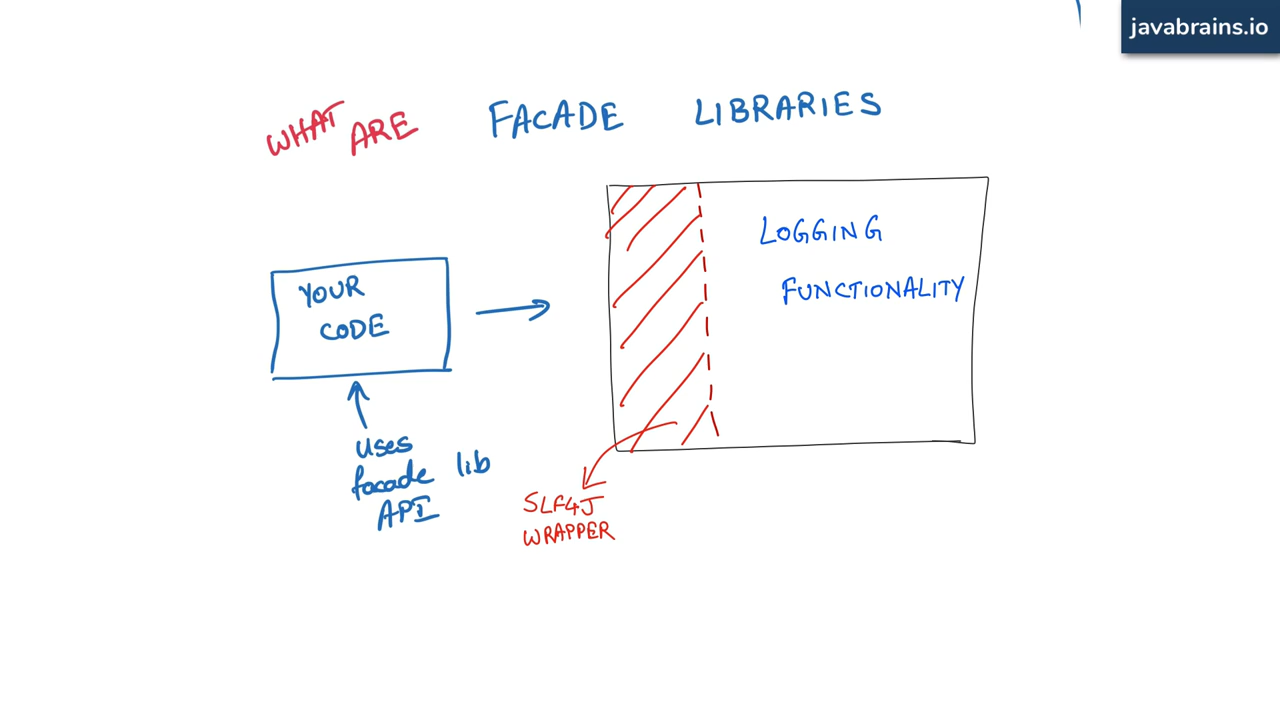 javabrains.io
WHAT ARE FACADE LIBRARIES
LOGGING
FUNCTIONALITY
YOUR
CODE
uses
facade lib
API
SLF4J
WRAPPER